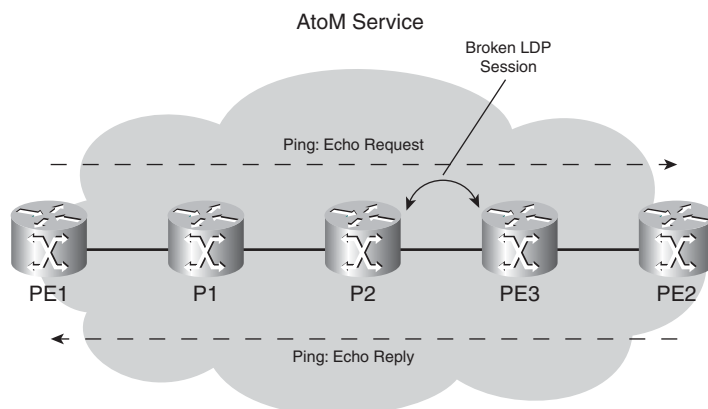 AtoM Service
Broken LDP
Session
Ping: Echo Request
PE1
P1
P2
PE3
PE2
Ping: Echo Reply